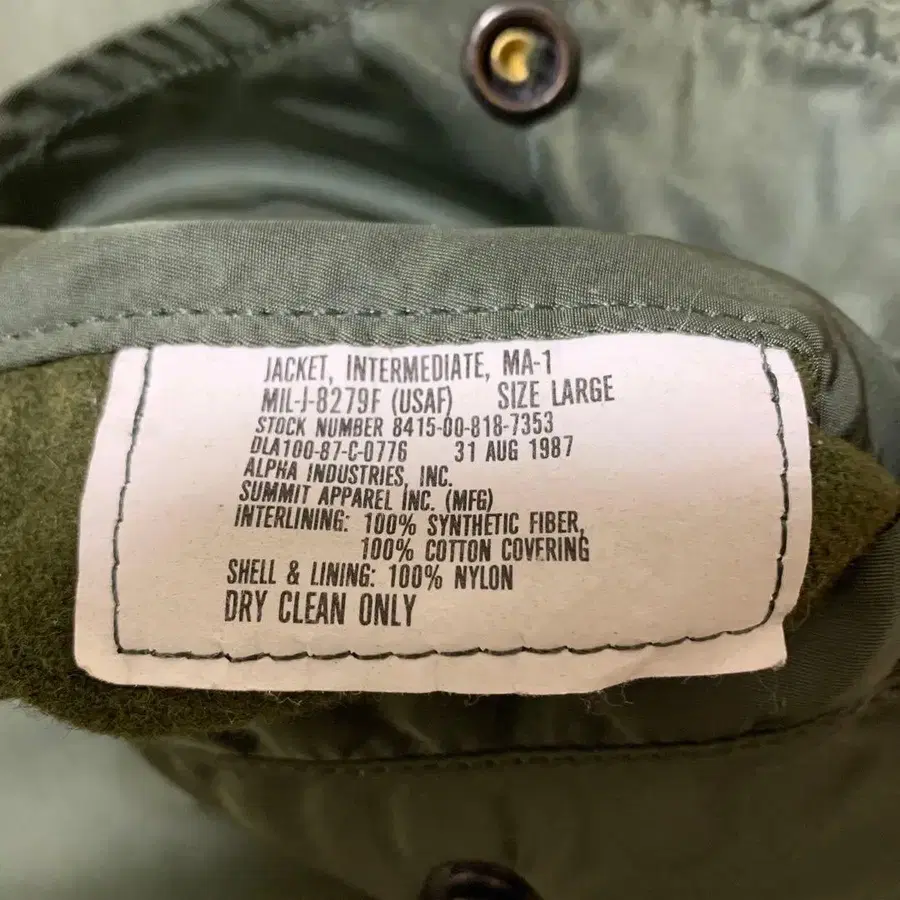 JACKET, INTERMEDIATE, MA-1
MIL-J-8279F (USAF) SIZE LARGE
STOCK NUMBER 8415-00-818-7353
DLA100-87-C-0776 31 AUG 1987
ALPHA INDUSTRIES, INC.
SUMMIT APPAREL INC. (MFG)
INTERLINING: 100% SYNTHETIC FIBER,
100% COTTON COVERING
SHELL & LINING: 100% NYLON
DRY CLEAN ONLY